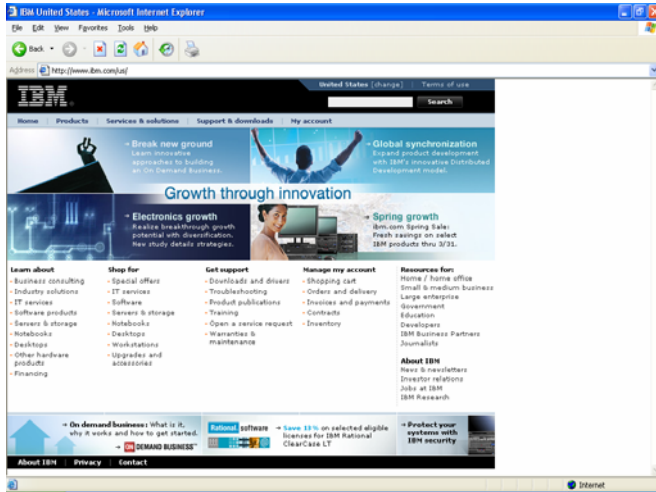 IBM United States - Microsoft Internet Explorer
File Edit View Favorites Tools Help
Back
Address http://www.ibm.com/us/
United States [change] | Terms of use
IBM
Search
Home | Products | Services & solutions | Support & downloads | My account
Break new ground
Learn innovative
approaches to building
an On Demand Business.
Global synchronization
Expand product development
with IBM's innovative Distributed
Development model.
Growth through innovation
Electronics growth
Realize breakthrough growth
potential with diversification.
New study details strategies.
Spring growth
ibm.com Spring Sale:
Fresh savings on select
IBM products thru 3/31.
Learn about
Business consulting
Industry solutions
IT services
Software products
Servers & storage
Notebooks
Desktops
Other hardware
products
Financing
Shop for
Special offers
IT services
Software
Servers & storage
Notebooks
Desktops
Workstations
Upgrades and
accessories
Get support
Downloads and drivers
Troubleshooting
Product publications
Training
Open a service request
Warranties &
maintenance
Manage my account
Shopping cart
Orders and delivery
Invoices and payments
Contracts
Inventory
Resources for:
Home / home office
Small & medium business
Large enterprise
Government
Education
Developers
IBM Business Partners
Journalists
About IBM
News & newsletters
Investor relations
Jobs at IBM
IBM Research
On demand business: What is it,
why it works and how to get started.
ON DEMAND BUSINESS™
Rational. software
Save 15% on selected eligible
licenses for IBM Rational
ClearCase LT
Protect your
systems with
IBM security
About IBM | Privacy | Contact
Internet